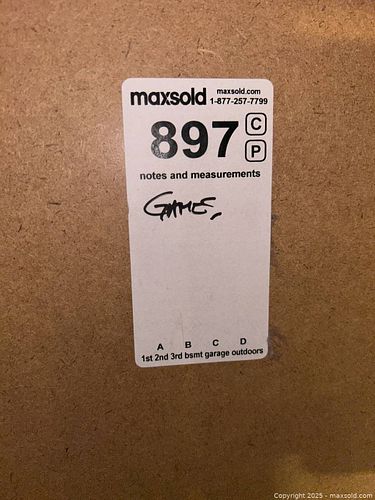 maxsold maxsold.com
1-877-257-7799
897 C
P
notes and measurements
GAMES,
A B C D
1st 2nd 3rd bsmt garage outdoors
Copyright 2025 - maxsold.com